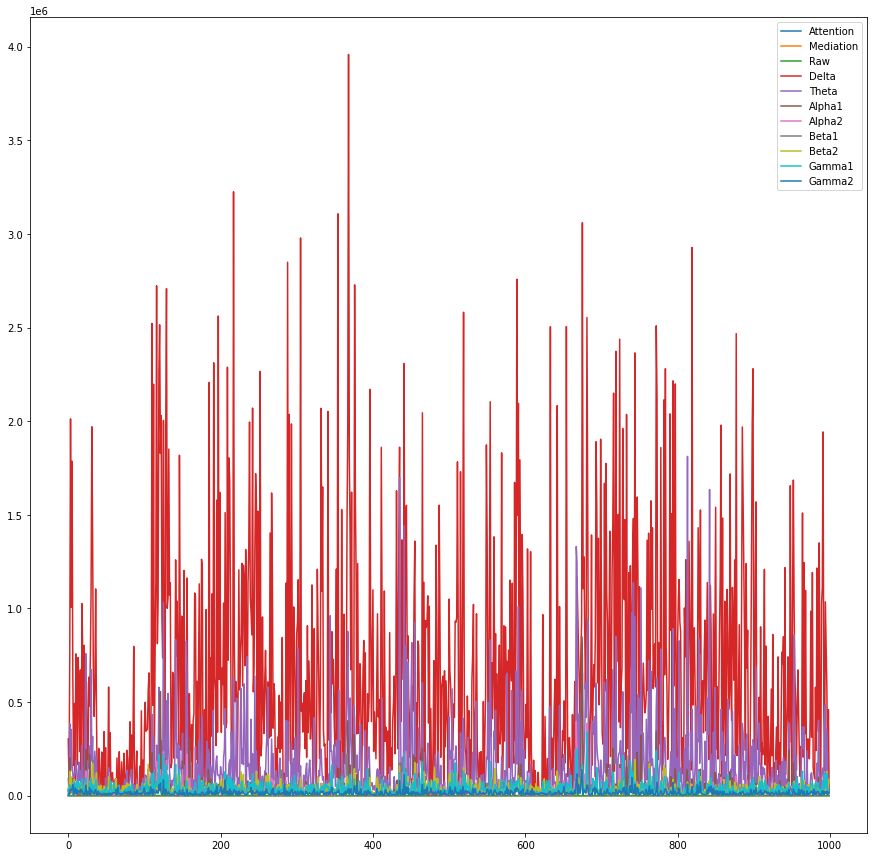 1e6
Attention
Mediation
Raw
Delta
Theta
Alpha1
Alpha2
Beta1
Beta2
Gamma1
Gamma2
4.0
3.5
3.0
2.5
2.0
1.5
1.0
0.5
0.0
0 200 400 600 800 1000